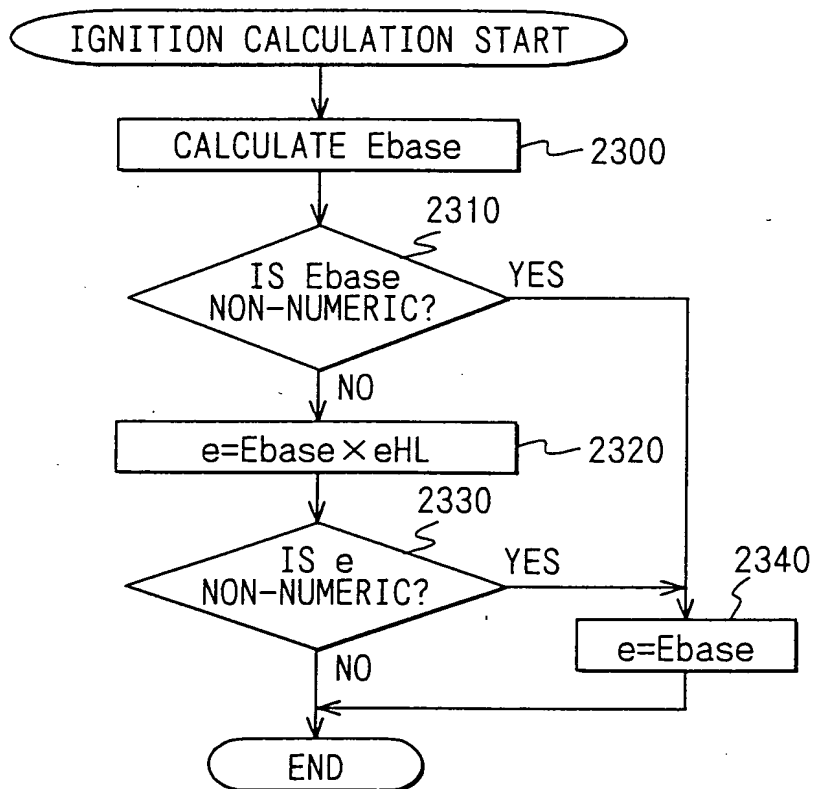 IGNITION CALCULATION START
CALCULATE Ebase
2300
2310
IS Ebase
NON-NUMERIC?
YES
NO
e=Ebase×eHL
2320
2330
IS e
NON-NUMERIC?
YES
2340
e=Ebase
NO
END